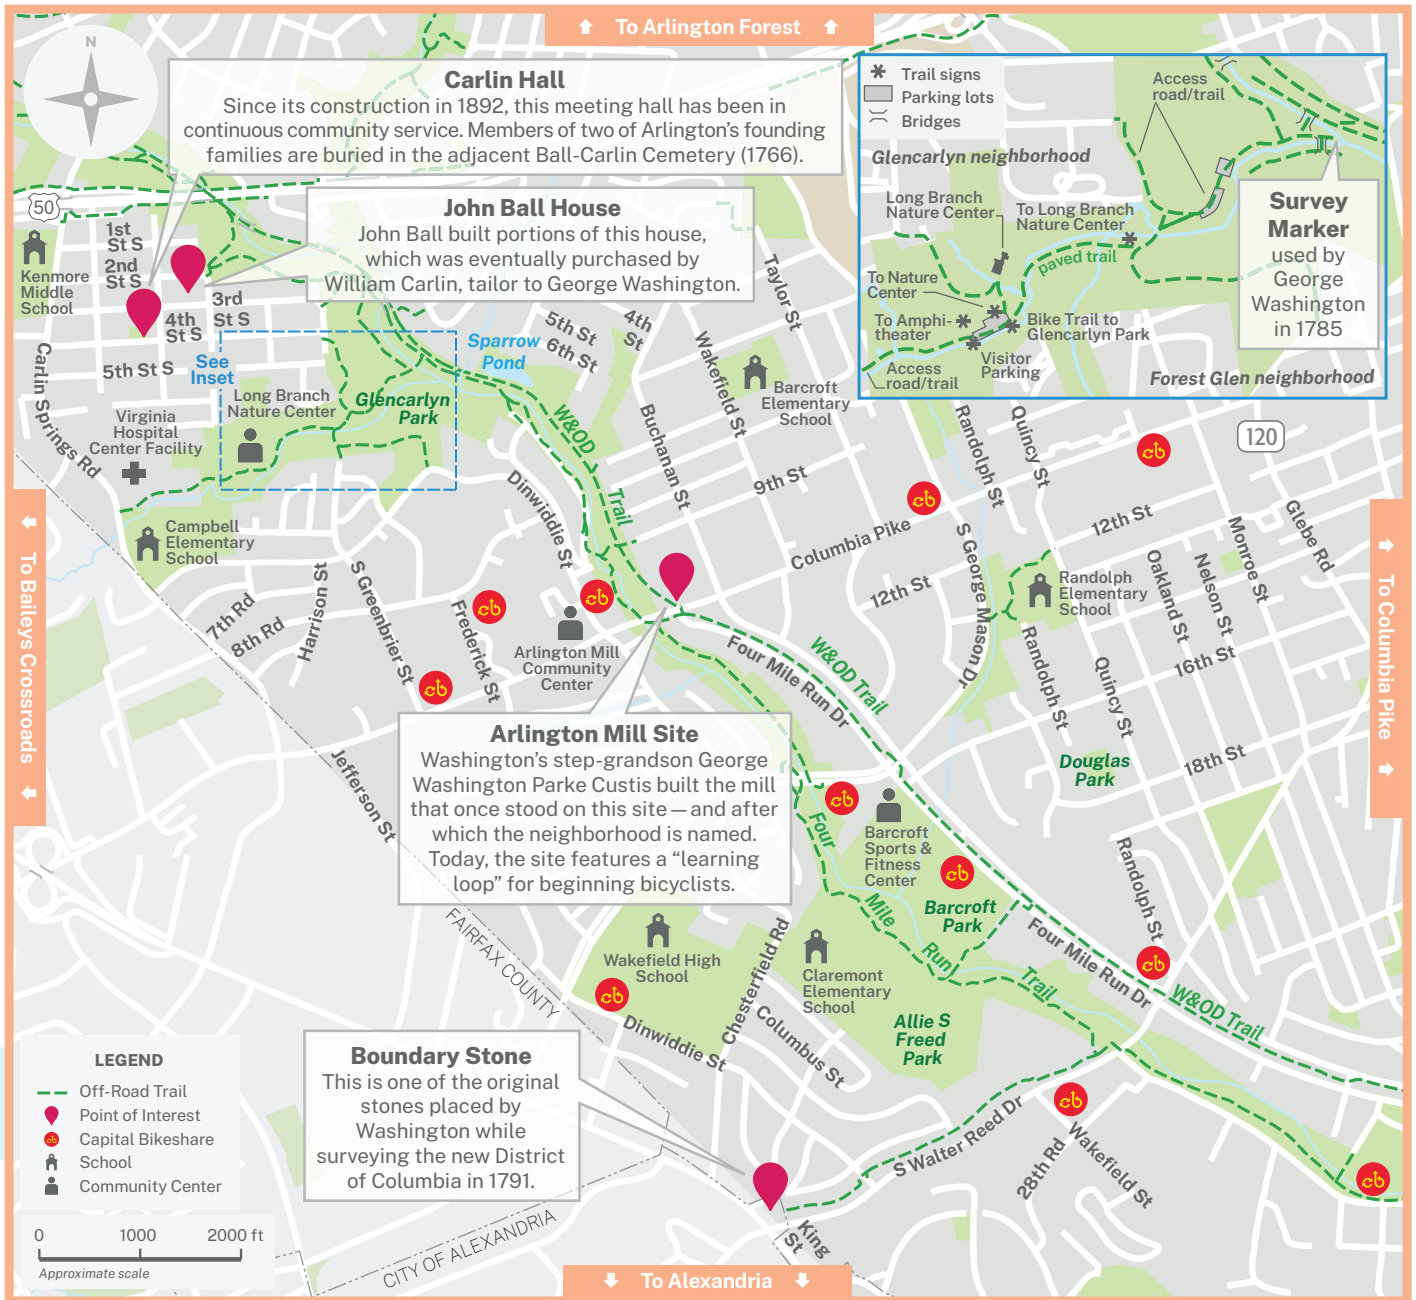 To Arlington Forest
N
Carlin Hall
Since its construction in 1892, this meeting hall has been in
continuous community service. Members of two of Arlington's founding
families are buried in the adjacent Ball-Carlin Cemetery (1766).
John Ball House
John Ball built portions of this house,
which was eventually purchased by
William Carlin, tailor to George Washington.
50
1st
St S
2nd
St S
Kenmore
Middle
School
3rd
St S
4th
St S
5th St S
See
Inset
Carlin Springs Rd
Virginia
Hospital
Center Facility
Long Branch
Nature Center
Glencarlyn
Park
Sparrow
Pond
5th St
6th St
4th
St
Taylor St
Wakefield St
Barcroft
Elementary
School
Buchanan St
W&OD
Trail
Dinwiddie St
9th St
Columbia Pike
Trail signs
Parking lots
Bridges
Access
road/trail
Glencarlyn neighborhood
Long Branch
Nature Center
To Long Branch
Nature Center
paved trail
To Nature
Center
To Amphi-
theater
Bike Trail to
Glencarlyn Park
Visitor
Parking
Access
road/trail
Forest Glen neighborhood
Survey
Marker
used by
George
Washington
in 1785
Randolph St
Quincy St
120
12th St
Glebe Rd
Monroe St
Nelson St
Oakland St
16th St
S George Mason Dr
12th St
Randolph
Elementary
School
Randolph St
Quincy St
18th St
Douglas
Park
Campbell
Elementary
School
7th Rd
8th Rd
Harrison St
S Greenbrier St
Frederick St
Arlington Mill
Community
Center
Four Mile Run Dr
W&OD Trail
To Baileys Crossroads
To Columbia Pike
Arlington Mill Site
Washington's step-grandson George
Washington Parke Custis built the mill
that once stood on this site—and after
which the neighborhood is named.
Today, the site features a “learning
loop” for beginning bicyclists.
Jefferson St
Four
Mile
Run
Trail
Barcroft
Sports &
Fitness
Center
Barcroft
Park
Randolph St
Four Mile Run Dr
W&OD Trail
FAIRFAX COUNTY
Wakefield High
School
Chesterfield Rd
Claremont
Elementary
School
Dinwiddie St
Columbus St
Allie S
Freed
Park
Boundary Stone
This is one of the original
stones placed by
Washington while
surveying the new District
of Columbia in 1791.
S Walter Reed Dr
28th Rd
Wakefield St
King
St
CITY OF ALEXANDRIA
LEGEND
Off-Road Trail
Point of Interest
Capital Bikeshare
School
Community Center
0 1000 2000 ft
Approximate scale
To Alexandria